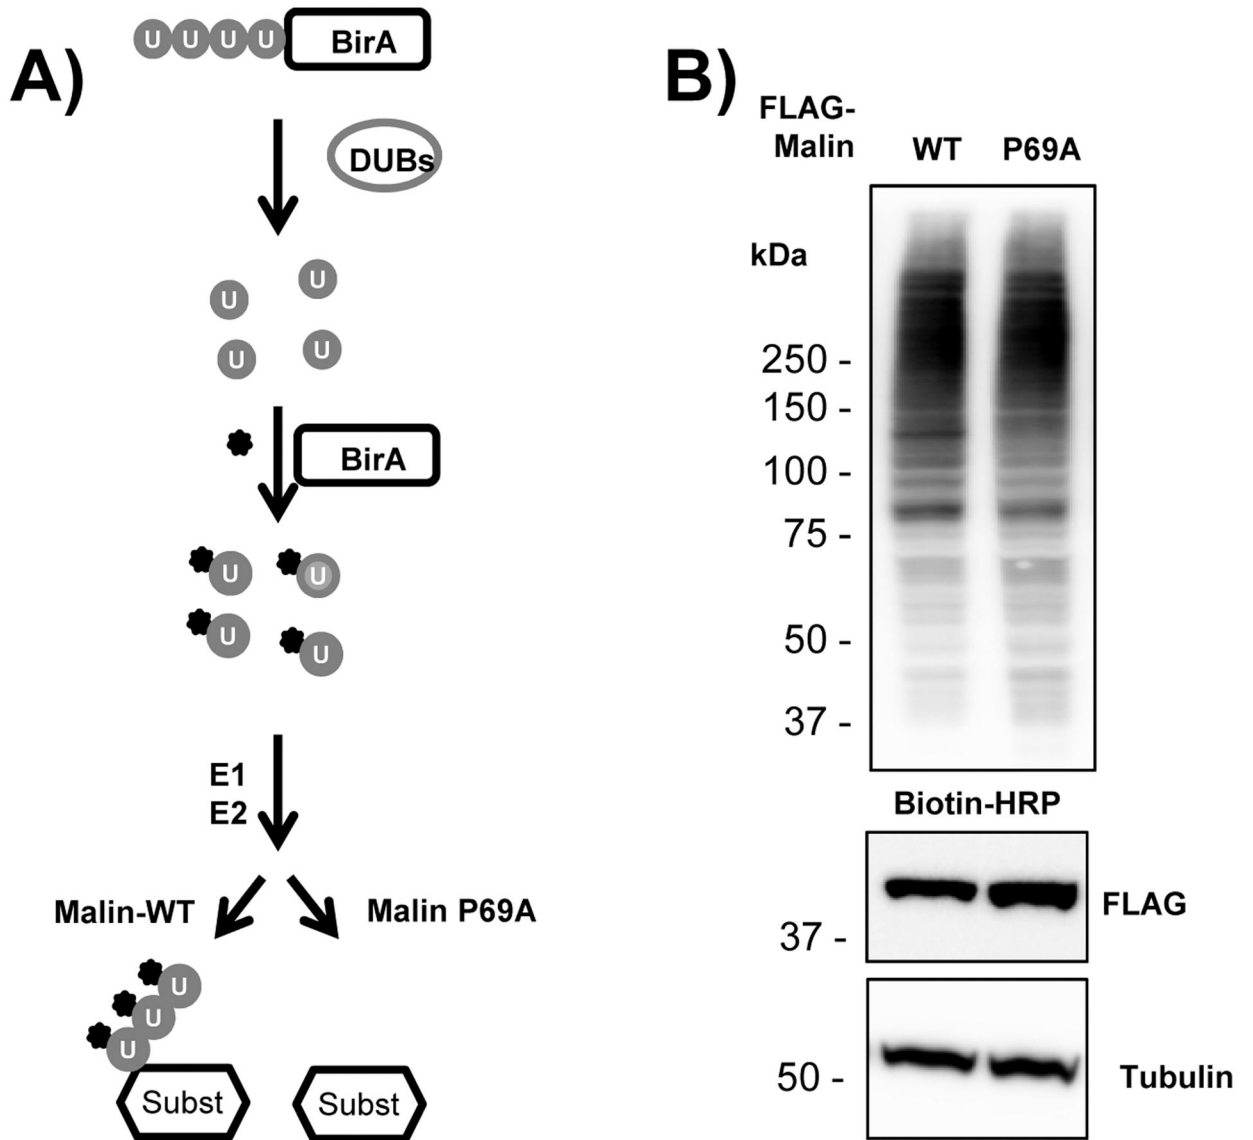 A)
U U U U BirA
DUBs
U
U
U
U
BirA
U
U
U
U
E1
E2
Malin-WT
Malin P69A
U
U
U
Subst
Subst
B)
FLAG-
Malin
WT P69A
kDa
250 -
150 -
100 -
75 -
50 -
37 -
Biotin-HRP
FLAG
37 -
50 -
Tubulin